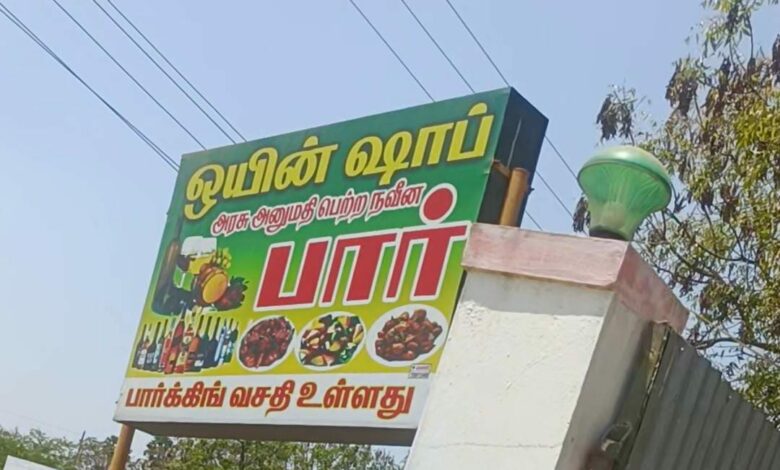 ஒயின் ஷாப்
அரசு அனுமதி பெற்ற நவீன
பார்
பார்க்கிங் வசதி உள்ளது